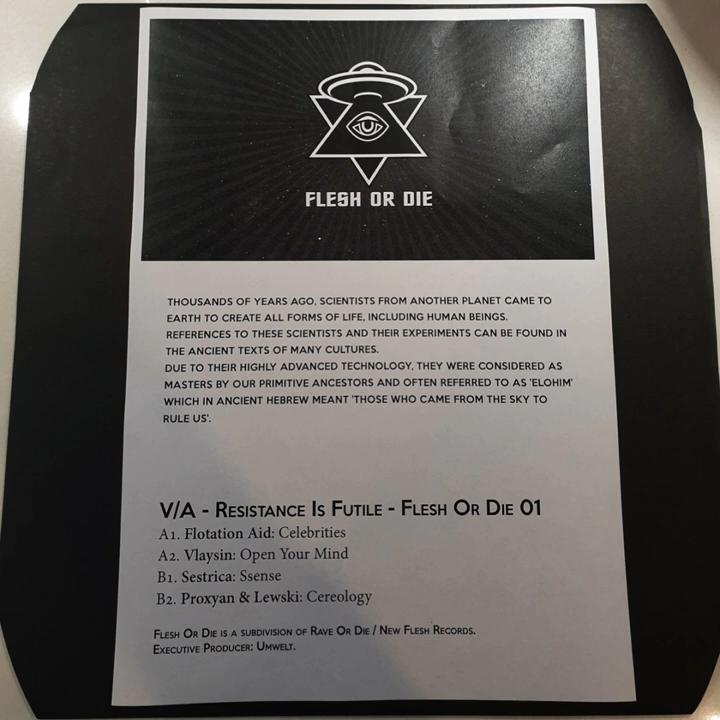 FLESH OR DIE
THOUSANDS OF YEARS AGO, SCIENTISTS FROM ANOTHER PLANET CAME TO
EARTH TO CREATE ALL FORMS OF LIFE, INCLUDING HUMAN BEINGS.
REFERENCES TO THESE SCIENTISTS AND THEIR EXPERIMENTS CAN BE FOUND IN
THE ANCIENT TEXTS OF MANY CULTURES.
DUE TO THEIR HIGHLY ADVANCED TECHNOLOGY, THEY WERE CONSIDERED AS
MASTERS BY OUR PRIMITIVE ANCESTORS AND OFTEN REFERRED TO AS 'ELOHIM'
WHICH IN ANCIENT HEBREW MEANT 'THOSE WHO CAME FROM THE SKY TO
RULE US'.
V/A - Resistance Is Futile - Flesh Or Die 01
A1. Flotation Aid: Celebrities
A2. Vlaysin: Open Your Mind
B1. Sestrica: Ssense
B2. Proxyan & Lewski: Cereology
Flesh Or Die is a subdivision of Rave Or Die / New Flesh Records.
Executive Producer: Umwelt.